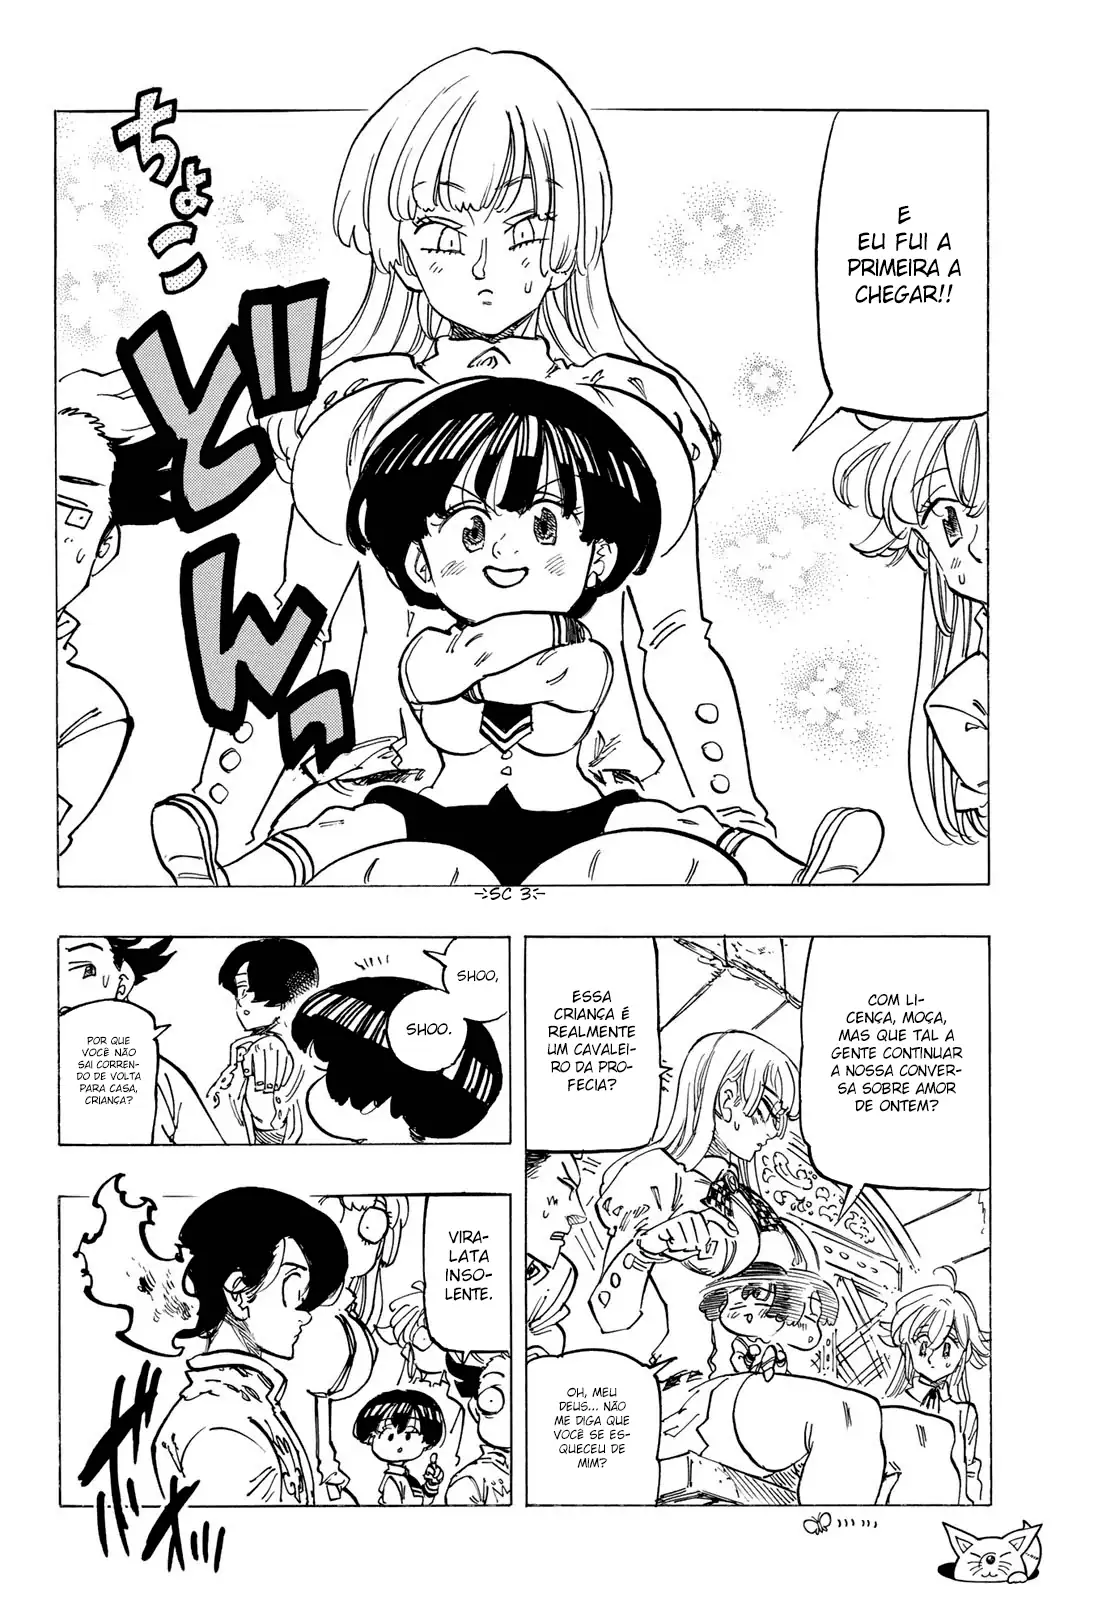 E
EU FUI A
PRIMEIRA A
CHEGAR!!
ちょこ
どーんっ
SC 3
COM LI-
CENÇA, MOÇA,
MAS QUE TAL A
GENTE CONTINUAR
A NOSSA CONVER-
SA SOBRE AMOR
DE ONTEM?
ESSA
CRIANÇA É
REALMENTE
UM CAVALEI-
RO DA PRO-
FECIA?
OH, MEU
DEUS... NÃO
ME DIGA QUE
VOCÊ SE ES-
QUECEU DE
MIM?
SHOO,
SHOO.
POR QUE
VOCÊ NÃO
SAI CORREN-
DO DE VOLTA
PARA CASA,
CRIANÇA?
VIRA-
LATA
INSO-
LENTE.